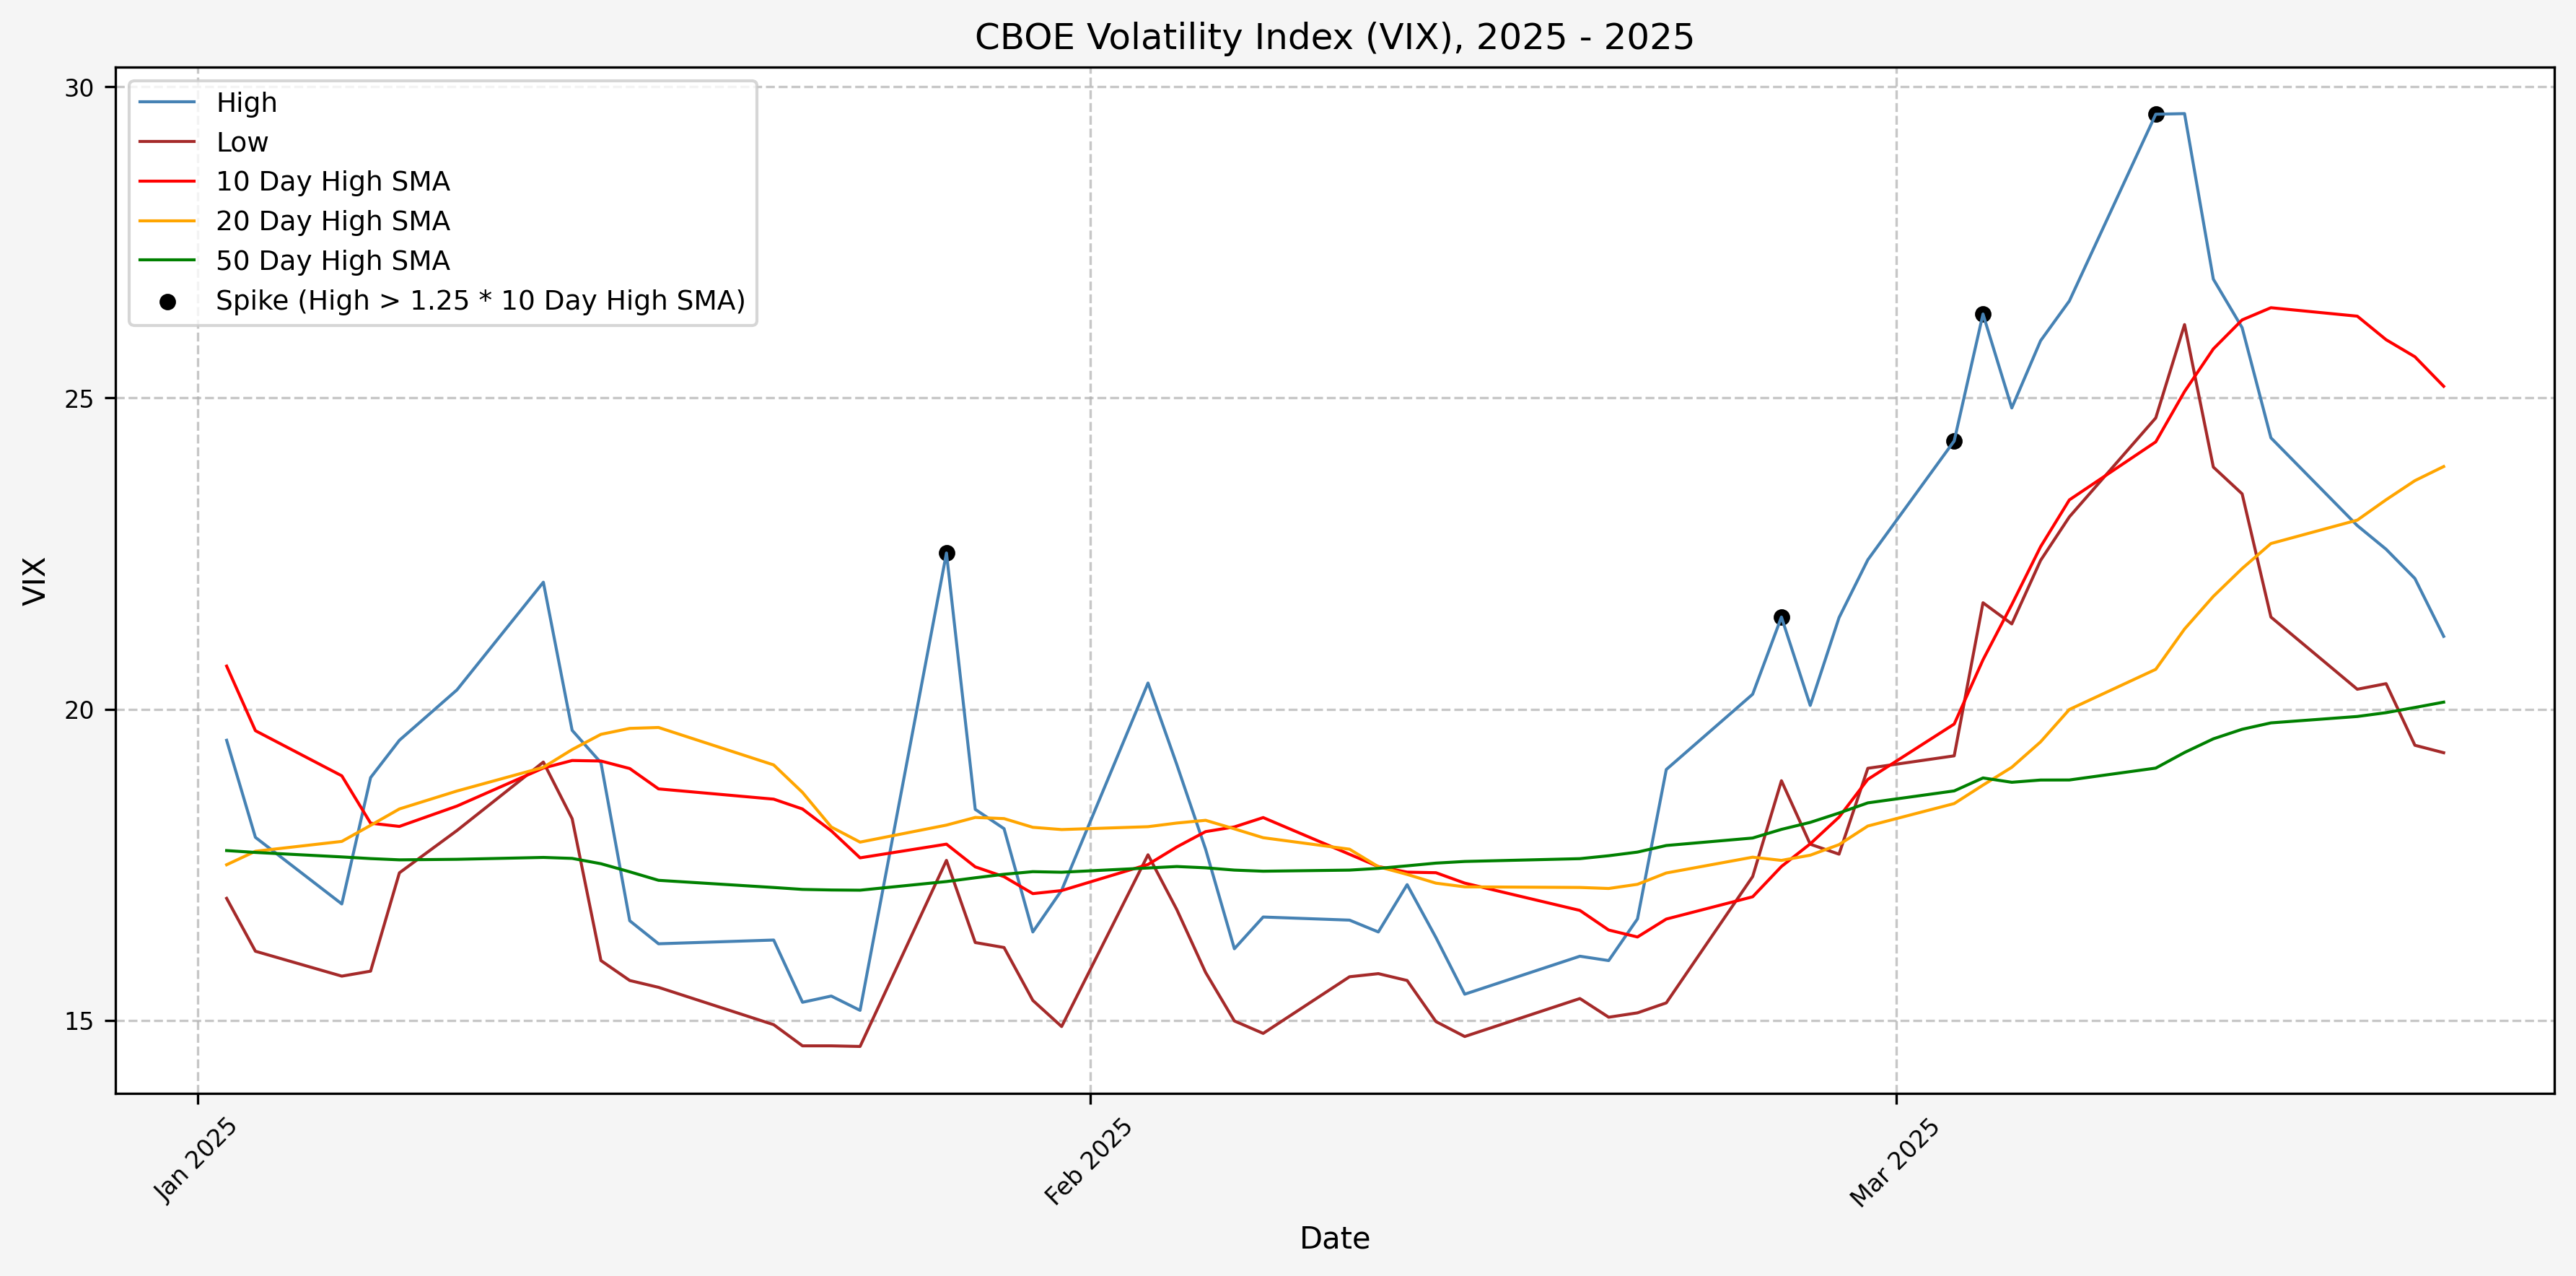 CBOE Volatility Index (VIX), 2025 - 2025
High
Low
10 Day High SMA
20 Day High SMA
50 Day High SMA
Spike (High > 1.25 * 10 Day High SMA)
VIX
30
25
20
15
Jan 2025
Feb 2025
Mar 2025
Date